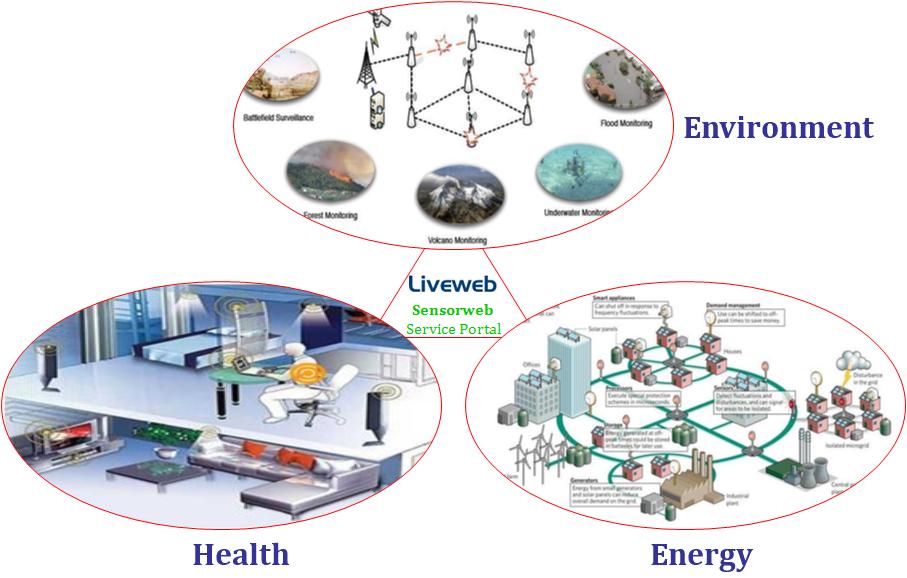 Battlefield Surveillance
Flood Monitoring
Environment
Forest Monitoring
Underwater Monitoring
Volcano Monitoring
Liveweb
Sensorweb
Service Portal
Smart appliances
Can shut off in response to
frequency fluctuations.
Demand management
Use can be shifted to off-
peak times to save money.
Solar panels
Houses
Offices
Disturbance
in the grid
Processors
Execute special protection
schemes in microseconds.
Sensors
Detect fluctuations and
disturbances, and can signal
for areas to be isolated.
Storage
Energy generated at off-
peak times could be stored
in batteries for later use.
Isolated microgrid
Generators
Energy from small generators
and solar panels can reduce
overall demand on the grid.
Industrial
plant
Central
Health
Energy